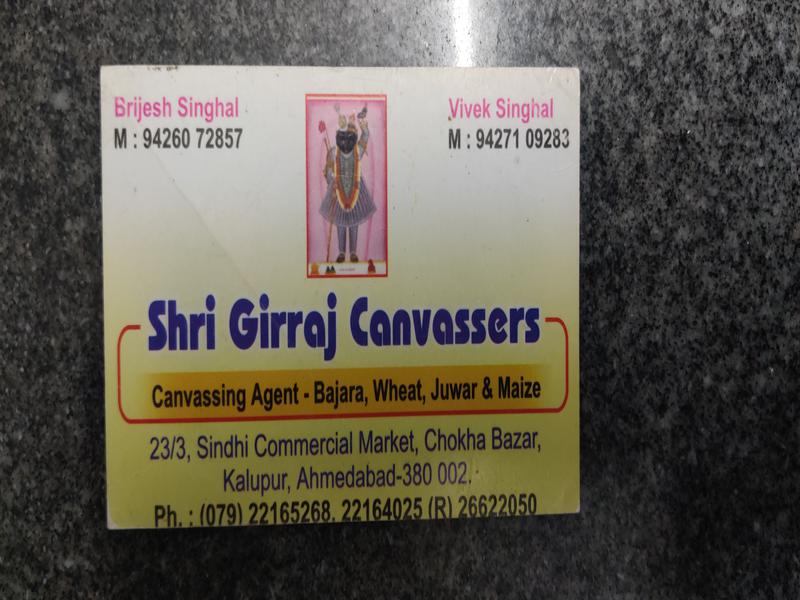 Brijesh Singhal
M : 94260 72857
Vivek Singhal
M : 94271 09283
Shri Girraj Canvassers
Canvassing Agent - Bajara, Wheat, Juwar & Maize
23/3, Sindhi Commercial Market, Chokha Bazar,
Kalupur, Ahmedabad-380 002.
Ph. : (079) 22165268, 22164025 (R) 26622050